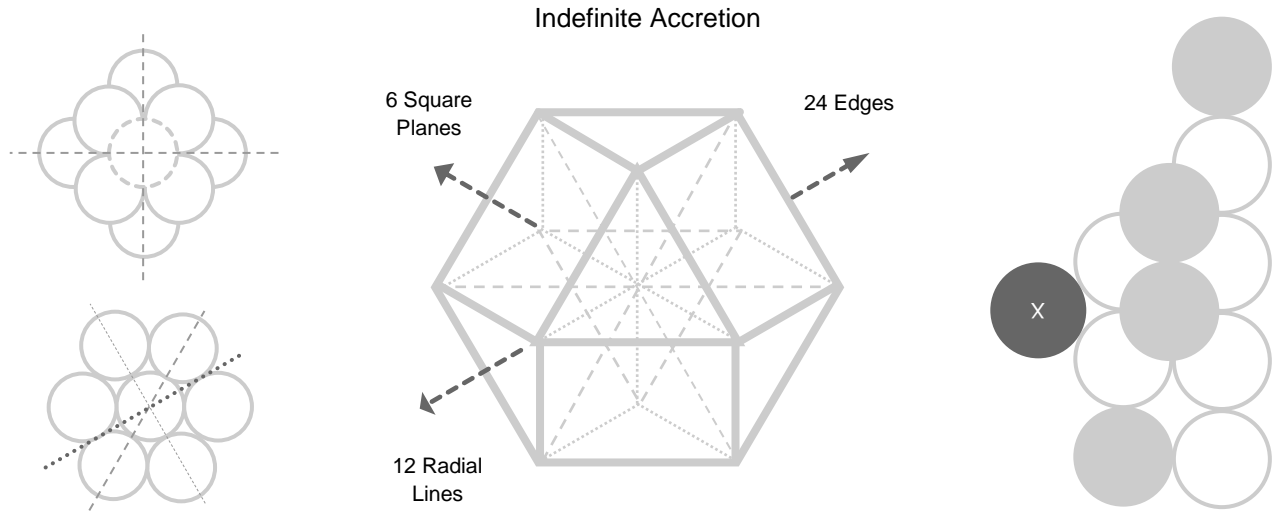 Indefinite Accretion
6 Square
Planes
24 Edges
X
12 Radial
Lines